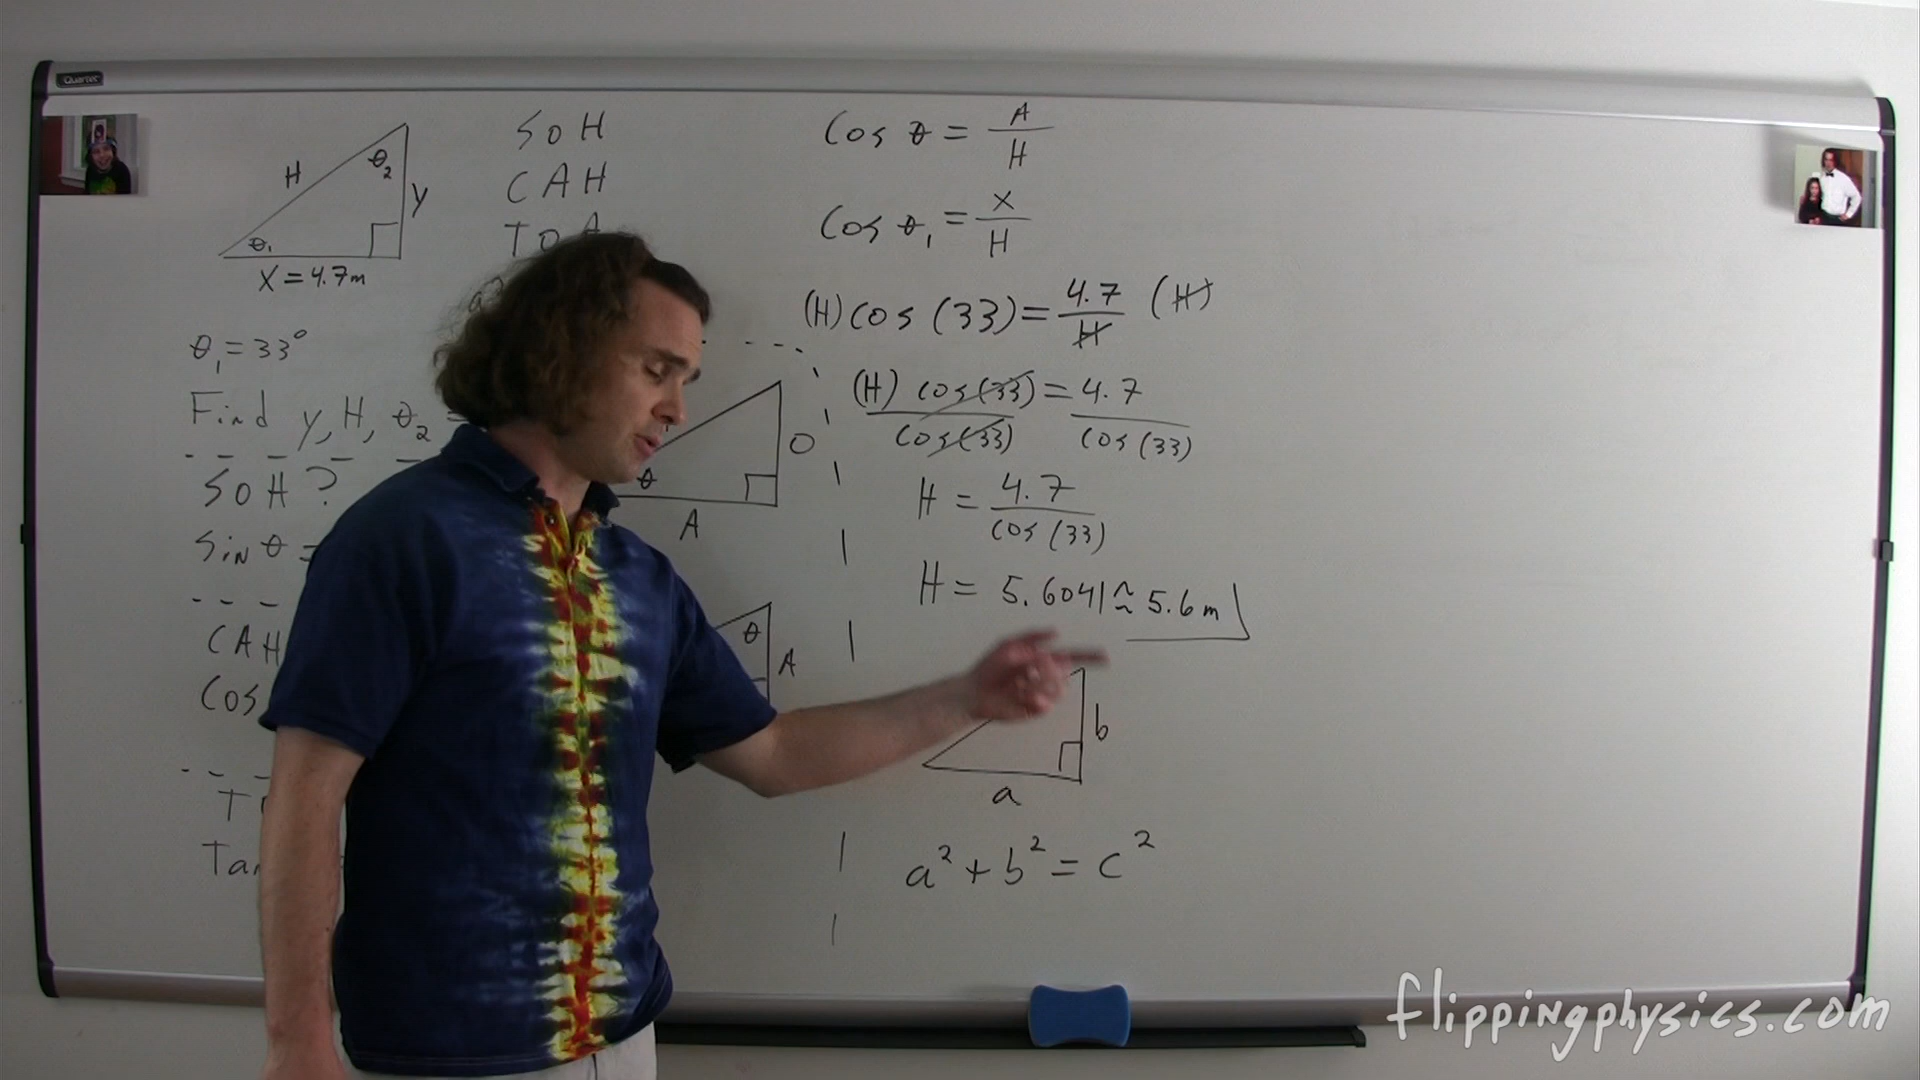 Quartet
H
θ₂
y
θ₁
x = 4.7m
θ₁ = 33°
Find y, H, θ₂ =
SOH?
Sin θ =
CAH
Cos
T
Tan
SOH
CAH
TOA
a²
O
θ
A
θ
A
Cos θ = A/H
Cos θ₁ = X/H
(H) Cos (33) = 4.7/H (H)
(H) cos(33)/cos(33) = 4.7/cos(33)
H = 4.7/cos(33)
H = 5.6041 ≈ 5.6 m
b
a
a² + b² = c²
flippingphysics.com